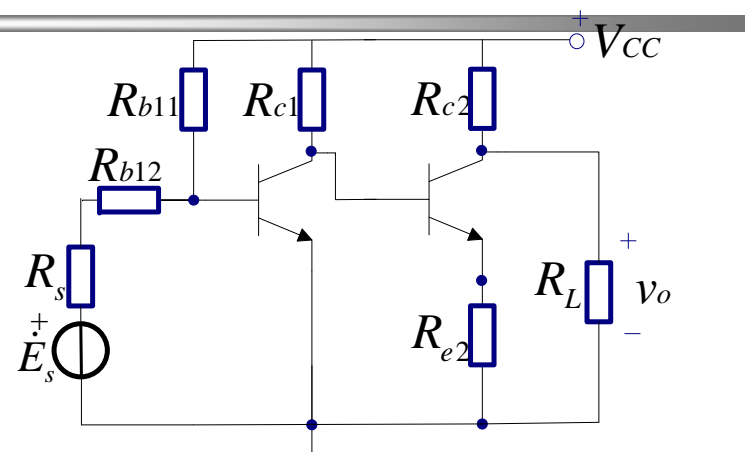 +
VCC
Rb11
Rc1
Rc2
Rb12
Rs
+
Ės
Re2
RL
+
vo
−